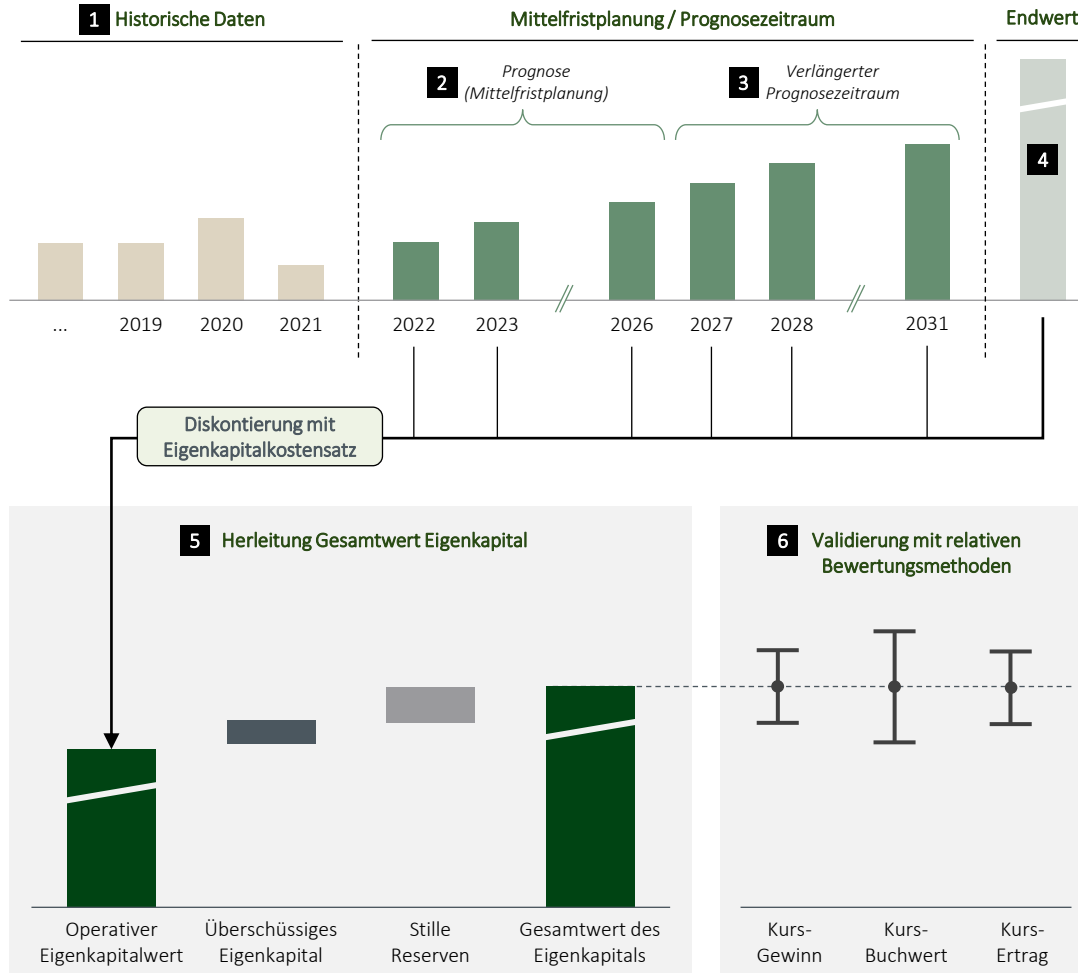 1 Historische Daten
Mittelfristplanung / Prognosezeitraum
Endwert
2 Prognose
(Mittelfristplanung)
3 Verlängerter
Prognosezeitraum
4
... 2019 2020 2021 2022 2023 2026 2027 2028 2031
Diskontierung mit
Eigenkapitalkostensatz
5 Herleitung Gesamtwert Eigenkapital
6 Validierung mit relativen
Bewertungsmethoden
Operativer
Eigenkapitalwert
Überschüssiges
Eigenkapital
Stille
Reserven
Gesamtwert des
Eigenkapitals
Kurs-
Gewinn
Kurs-
Buchwert
Kurs-
Ertrag